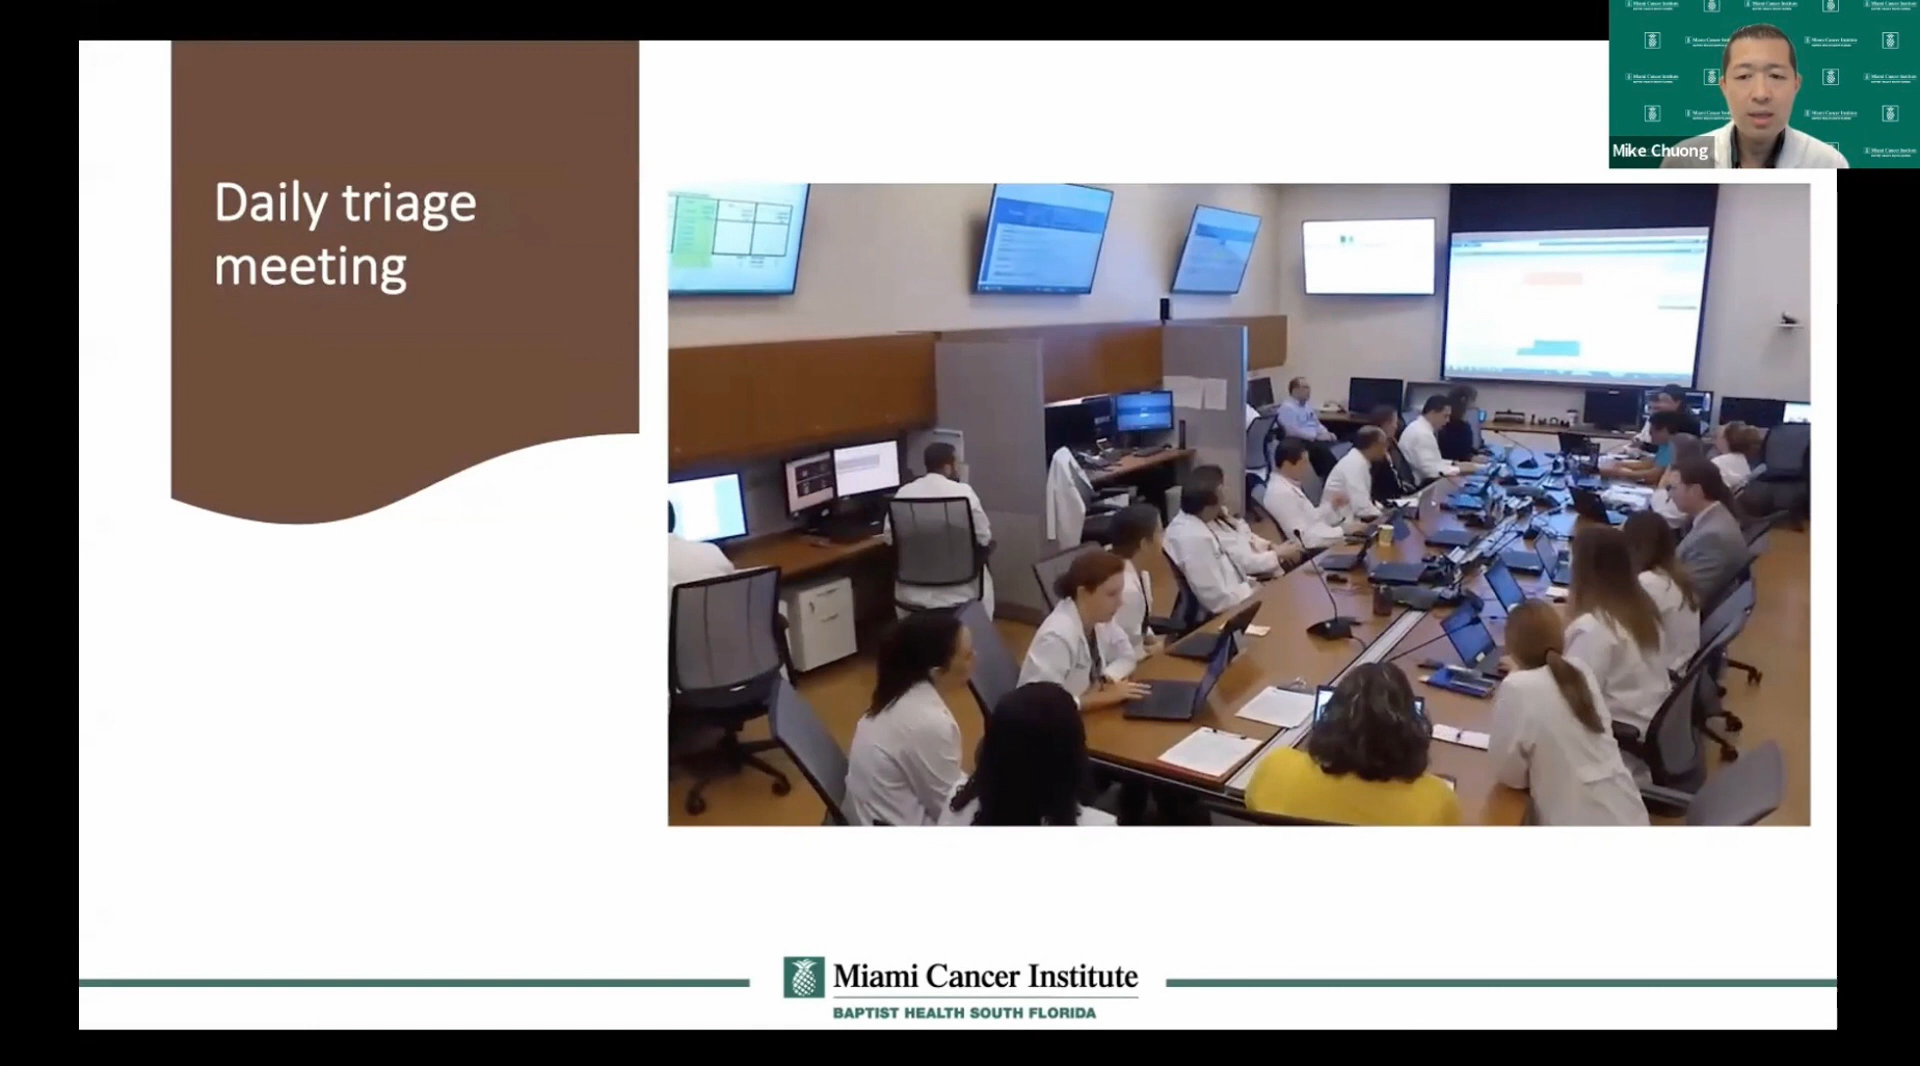 Daily triage
meeting
Mike Chuong
Miami Cancer Institute
BAPTIST HEALTH SOUTH FLORIDA